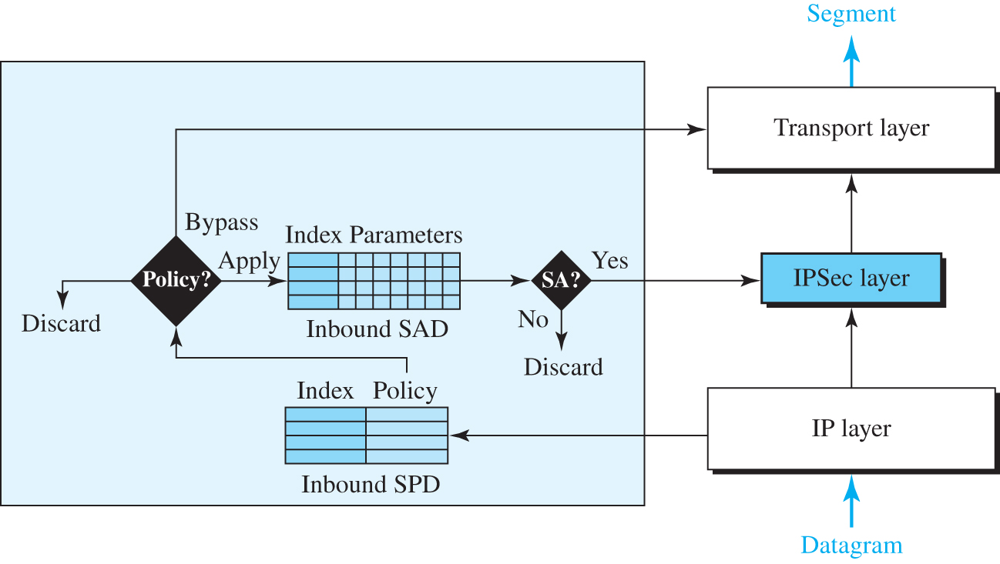 Segment
Transport layer
Bypass
Index Parameters
Policy?
Apply
SA?
Yes
IPSec layer
Discard
Inbound SAD
No
Discard
Index Policy
IP layer
Inbound SPD
Datagram